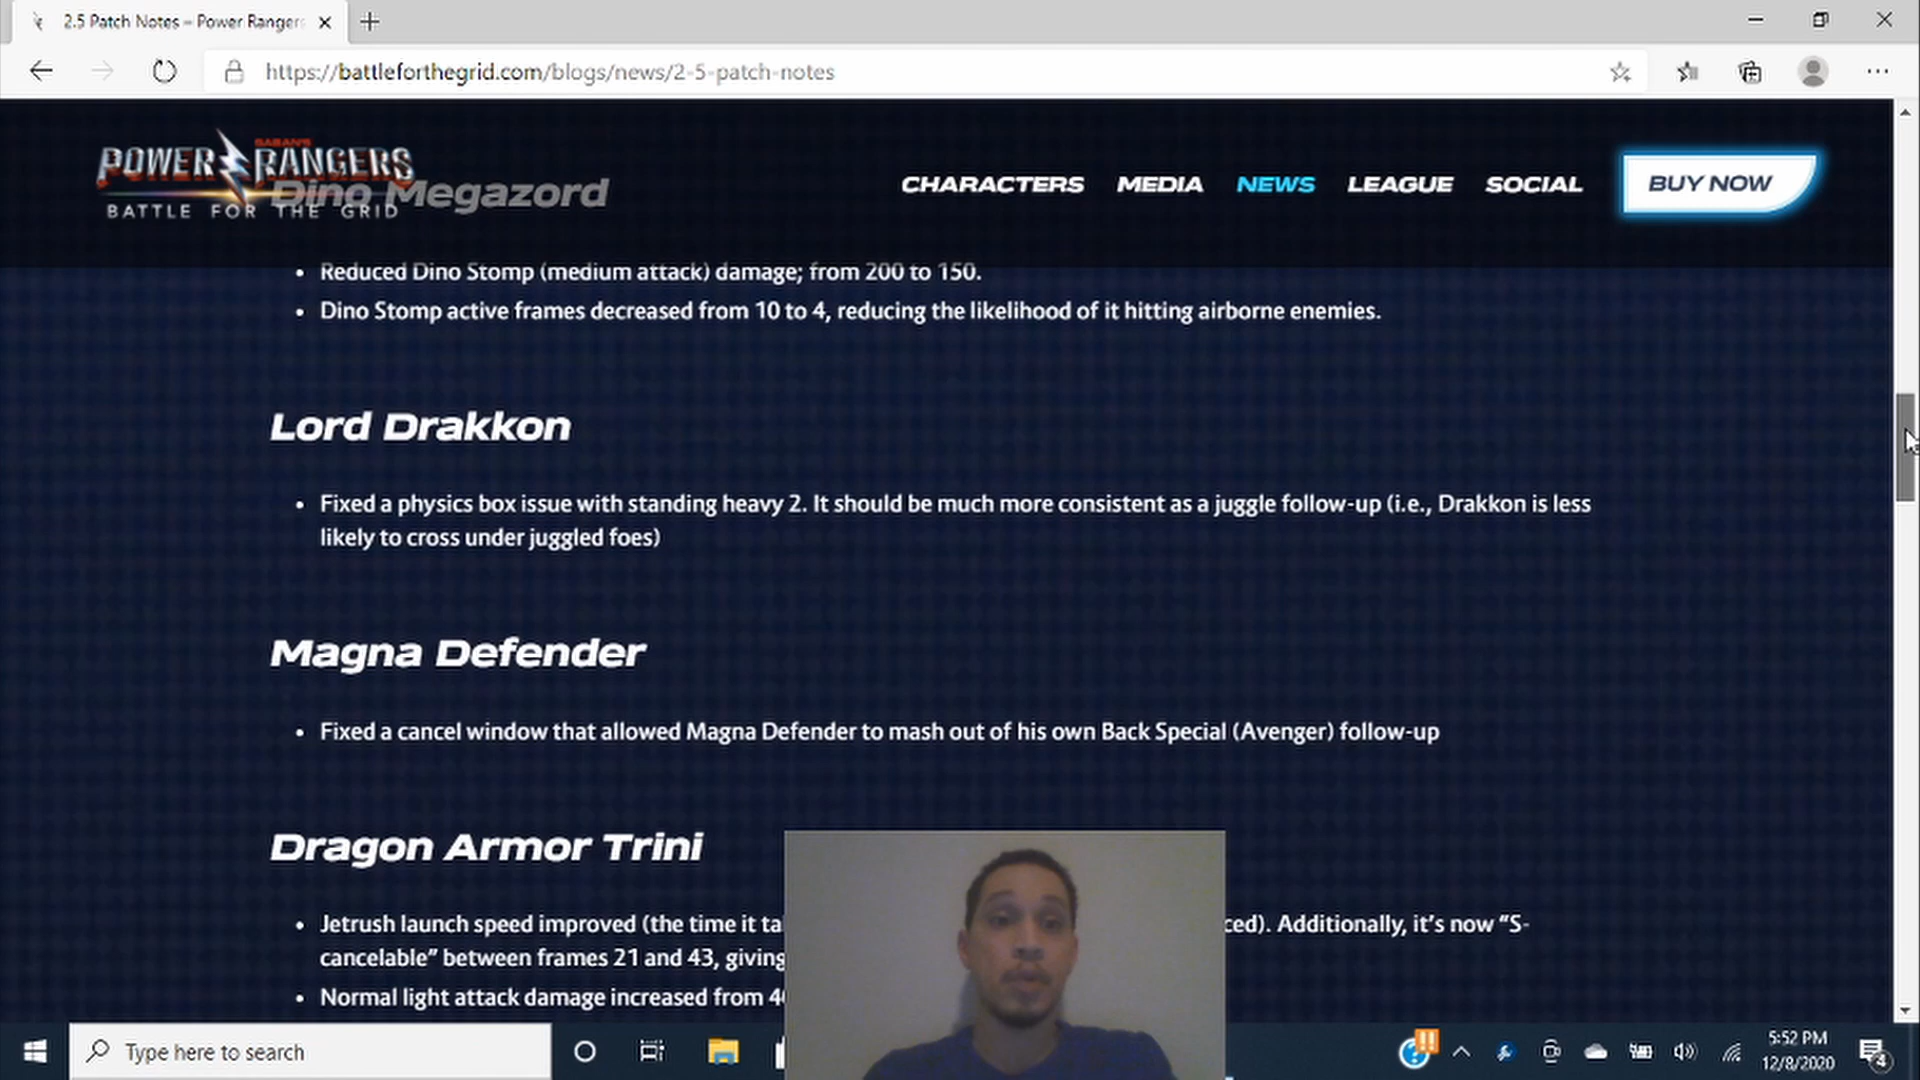 2.5 Patch Notes – Power Rangers
https://battleforthegrid.com/blogs/news/2-5-patch-notes
SABAN'S
POWER RANGERS
BATTLE FOR THE GRID
CHARACTERS MEDIA NEWS LEAGUE SOCIAL BUY NOW
Dino Megazord
• Reduced Dino Stomp (medium attack) damage; from 200 to 150.
• Dino Stomp active frames decreased from 10 to 4, reducing the likelihood of it hitting airborne enemies.
Lord Drakkon
• Fixed a physics box issue with standing heavy 2. It should be much more consistent as a juggle follow-up (i.e., Drakkon is less
likely to cross under juggled foes)
Magna Defender
• Fixed a cancel window that allowed Magna Defender to mash out of his own Back Special (Avenger) follow-up
Dragon Armor Trini
• Jetrush launch speed improved (the time it ta ced). Additionally, it's now “S-
cancelable” between frames 21 and 43, giving
• Normal light attack damage increased from 4
Type here to search
5:52 PM
12/8/2020
4